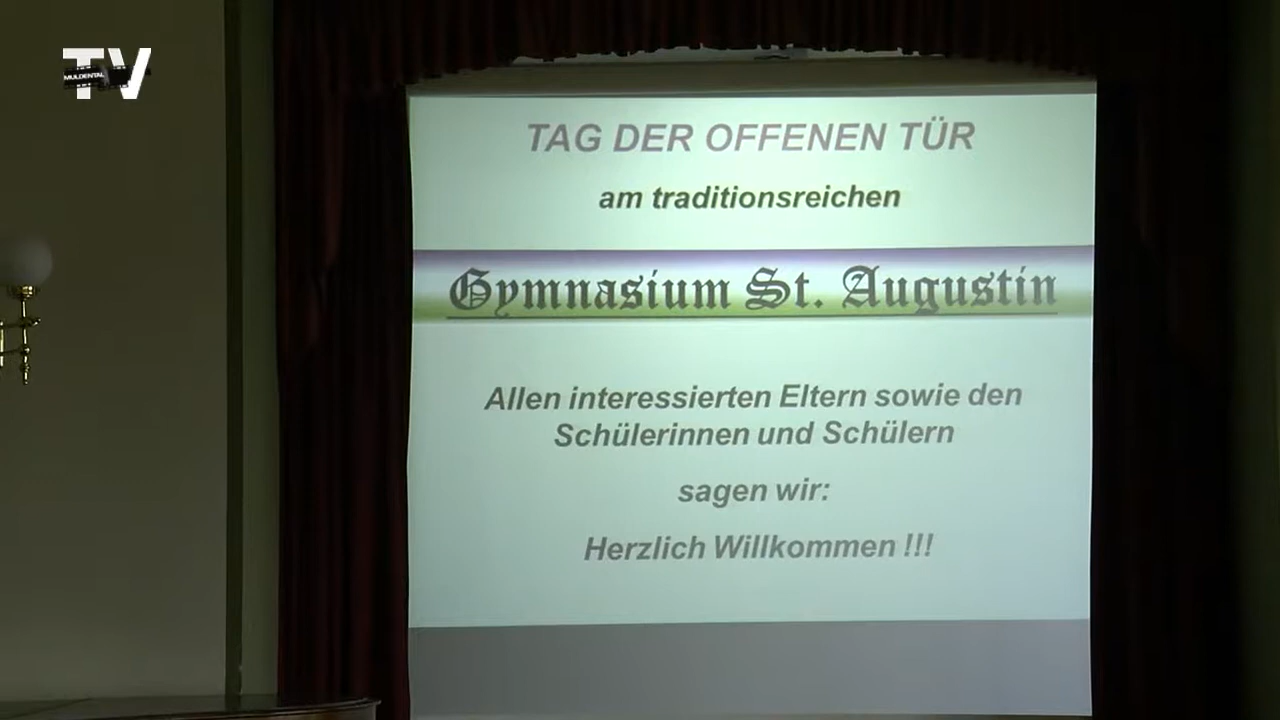 TV
MULDENTAL
TAG DER OFFENEN TÜR
am traditionsreichen
Gymnasium St. Augustin
Allen interessierten Eltern sowie den
Schülerinnen und Schülern
sagen wir:
Herzlich Willkommen !!!